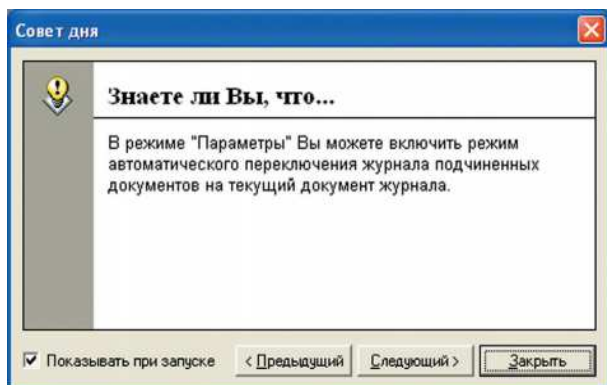 Совет дня
Знаете ли Вы, что...
В режиме "Параметры" Вы можете включить режим
автоматического переключения журнала подчиненных
документов на текущий документ журнала.
Показывать при запуске < Предыдущий Следующий > Закрыть